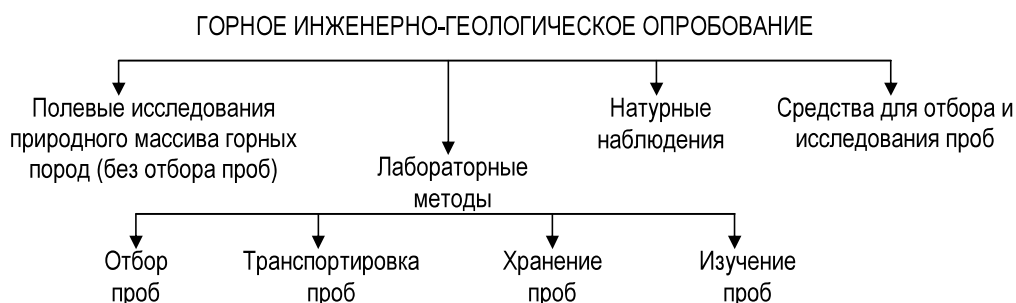 ГОРНОЕ ИНЖЕНЕРНО-ГЕОЛОГИЧЕСКОЕ ОПРОБОВАНИЕ
Полевые исследования
природного массива горных
пород (без отбора проб)
Лабораторные
методы
Натурные
наблюдения
Средства для отбора и
исследования проб
Отбор
проб
Транспортировка
проб
Хранение
проб
Изучение
проб